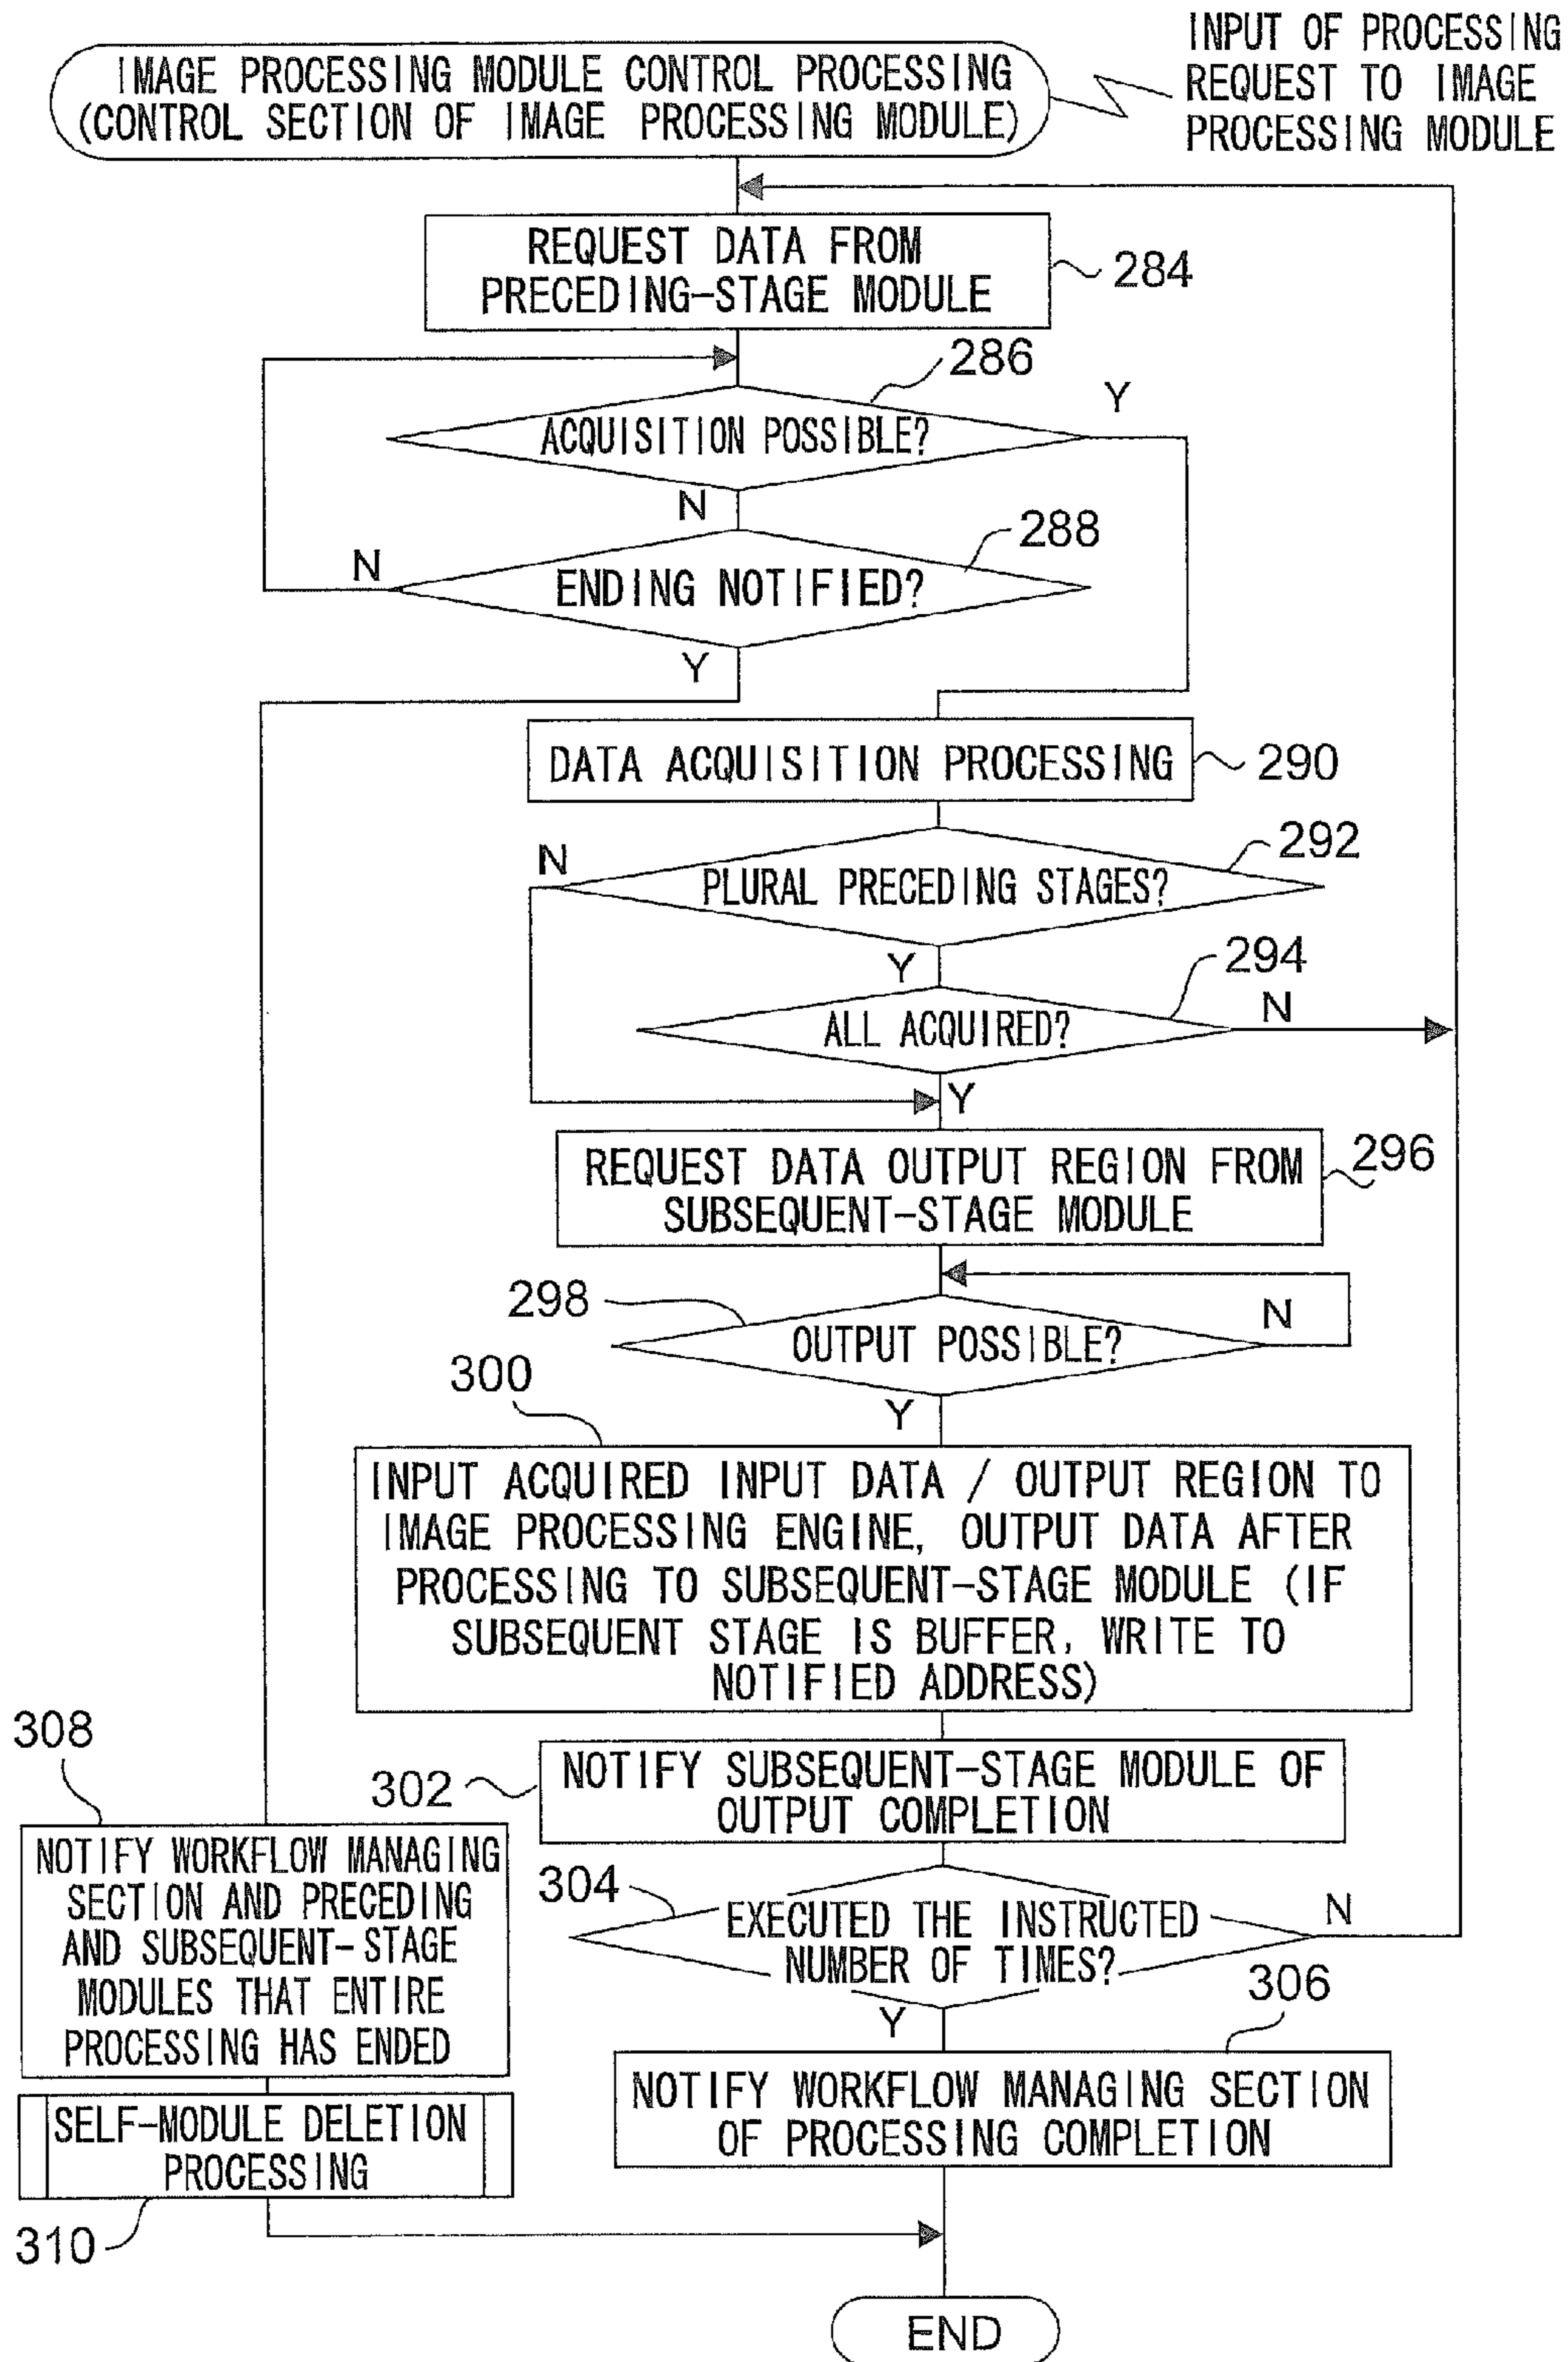 IMAGE PROCESSING MODULE CONTROL PROCESSING
(CONTROL SECTION OF IMAGE PROCESSING MODULE)
INPUT OF PROCESSING
REQUEST TO IMAGE
PROCESSING MODULE
REQUEST DATA FROM
PRECEDING-STAGE MODULE
284
286
Y
ACQUISITION POSSIBLE?
N
288
N
ENDING NOTIFIED?
Y
DATA ACQUISITION PROCESSING
290
292
N
PLURAL PRECEDING STAGES?
Y
294
N
ALL ACQUIRED?
Y
REQUEST DATA OUTPUT REGION FROM
SUBSEQUENT-STAGE MODULE
296
298
N
OUTPUT POSSIBLE?
300
Y
INPUT ACQUIRED INPUT DATA / OUTPUT REGION TO
IMAGE PROCESSING ENGINE, OUTPUT DATA AFTER
PROCESSING TO SUBSEQUENT-STAGE MODULE (IF
SUBSEQUENT STAGE IS BUFFER, WRITE TO
NOTIFIED ADDRESS)
308
302
NOTIFY SUBSEQUENT-STAGE MODULE OF
OUTPUT COMPLETION
NOTIFY WORKFLOW MANAGING
SECTION AND PRECEDING
AND SUBSEQUENT-STAGE
MODULES THAT ENTIRE
PROCESSING HAS ENDED
304
EXECUTED THE INSTRUCTED
NUMBER OF TIMES?
N
306
Y
NOTIFY WORKFLOW MANAGING SECTION
OF PROCESSING COMPLETION
SELF-MODULE DELETION
PROCESSING
310
END